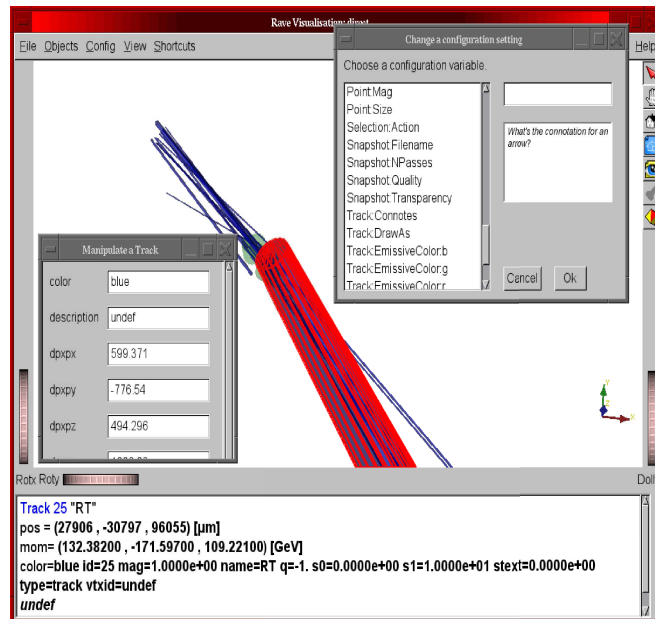 Rave Visualisation: direct
File Objects Config View Shortcuts Help
Change a configuration setting
Choose a configuration variable.
Point:Mag
Point:Size
Selection:Action
Snapshot:Filename
Snapshot:NPasses
Snapshot:Quality
Snapshot:Transparency
Track:Connotes
Track:DrawAs
Track:EmissiveColor:b
Track:EmissiveColor:g
Track:EmissiveColor:r
What's the connotation for an
arrow?
Cancel Ok
Manipulate a Track
color blue
description undef
dpxpx 599.371
dpxpy -776.54
dpxpz 494.296
y
z
x
Rotx Roty Doll
Track 25 "RT"
pos = (27906 , -30797 , 96055) [µm]
mom= (132.38200 , -171.59700 , 109.22100) [GeV]
color=blue id=25 mag=1.0000e+00 name=RT q=-1. s0=0.0000e+00 s1=1.0000e+01 stext=0.0000e+00
type=track vtxid=undef
undef